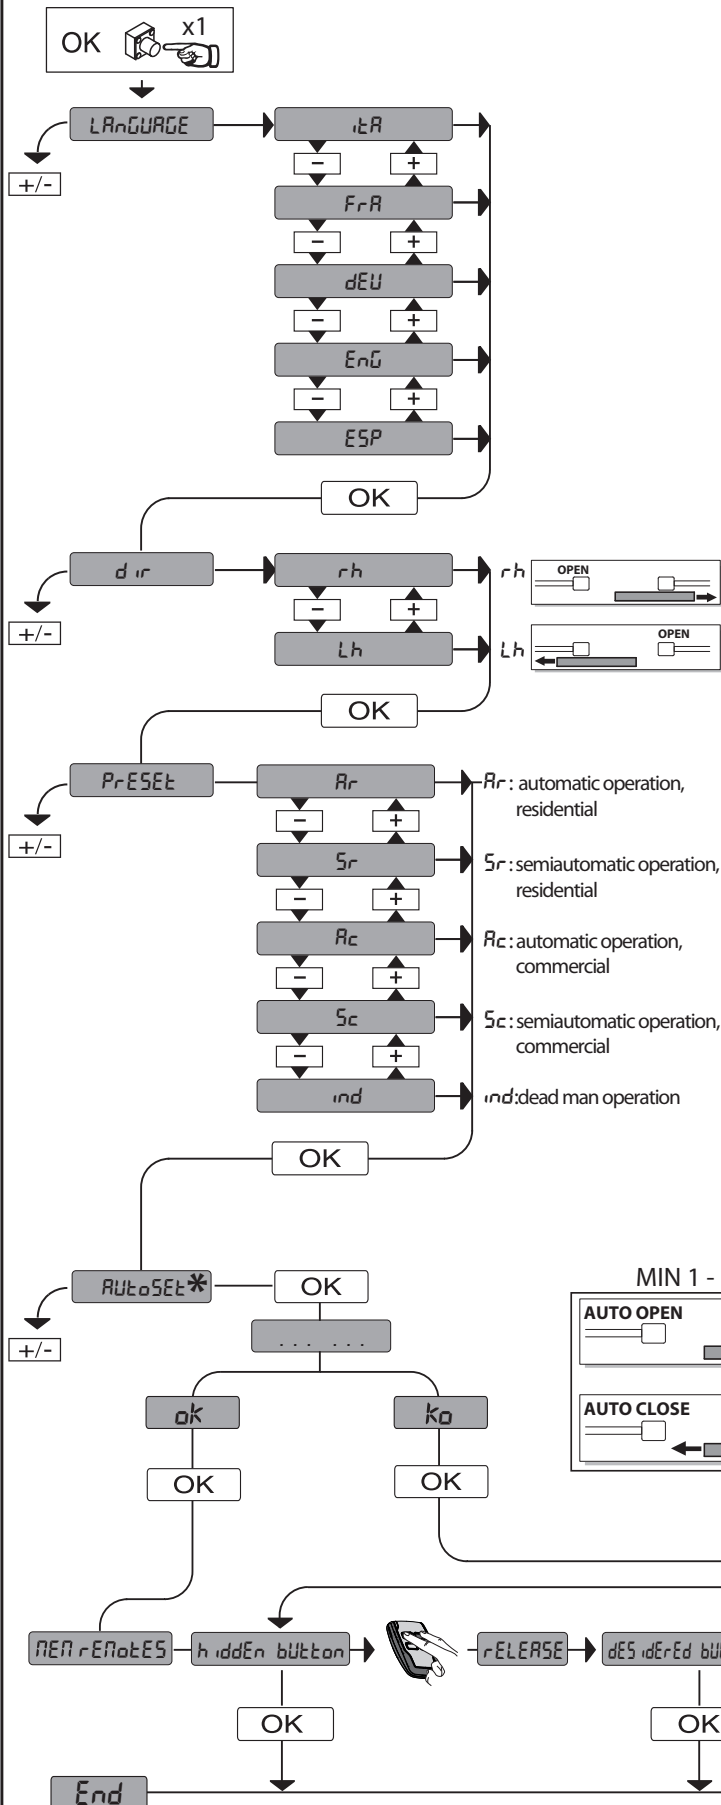 OK x1
LAnGUAGE
itA
+/-
- +
FrA
- +
dEU
- +
EnG
- +
ESP
OK
dir
rh
rh
OPEN
+/-
- +
Lh
Lh
OPEN
OK
PrESEt
Ar
Ar: automatic operation,
residential
+/-
- +
Sr
Sr: semiautomatic operation,
residential
- +
Ac
Ac: automatic operation,
commercial
- +
Sc
Sc: semiautomatic operation,
commercial
- +
ind
ind: dead man operation
OK
AUtoSEt*
OK
+/-
... ...
MIN 1 -
AUTO OPEN
AUTO CLOSE
ok
ko
OK
OK
MEM rEMotES
hiddEn bUtton
rELEASE
dESidErEd
OK
OK
End